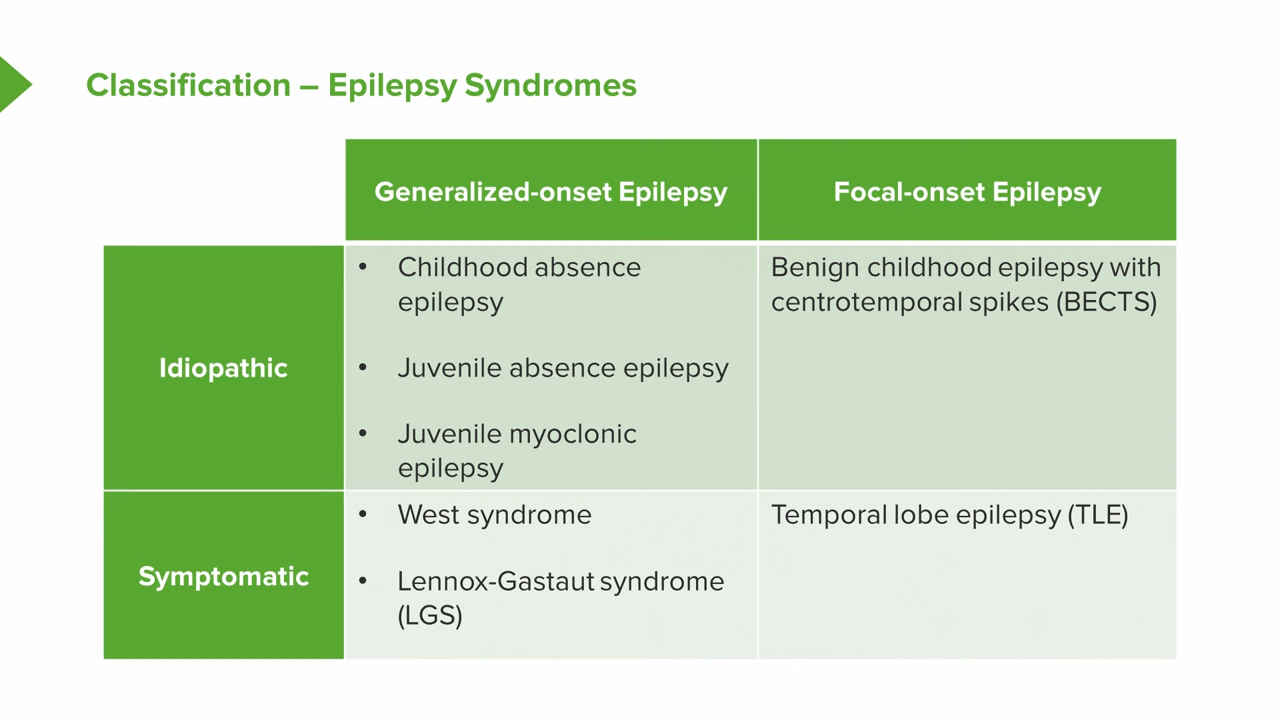 Classification – Epilepsy Syndromes
Generalized-onset Epilepsy
Focal-onset Epilepsy
Idiopathic
• Childhood absence
epilepsy
• Juvenile absence epilepsy
• Juvenile myoclonic
epilepsy
Benign childhood epilepsy with
centrotemporal spikes (BECTS)
Symptomatic
• West syndrome
• Lennox-Gastaut syndrome
(LGS)
Temporal lobe epilepsy (TLE)